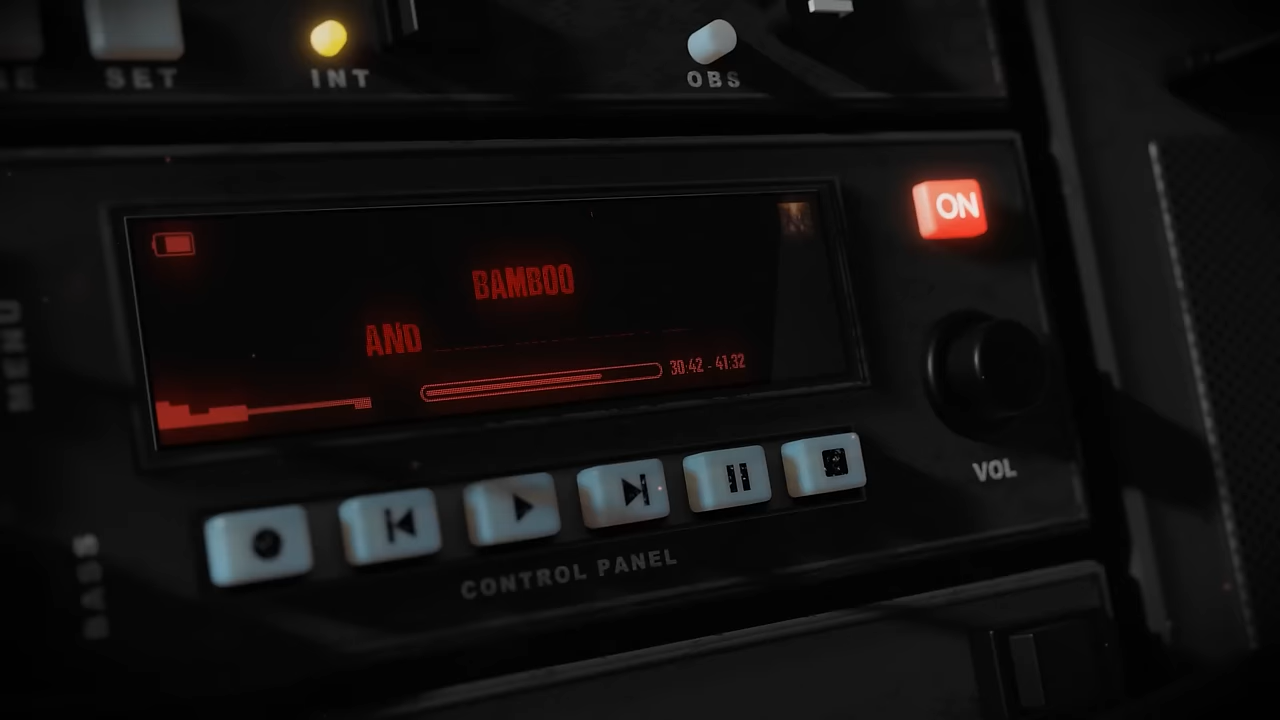 SET
INT
OBS
ON
BAMBOO
AND
30:42 - 41:32
MENU
VOL
BASS
CONTROL PANEL